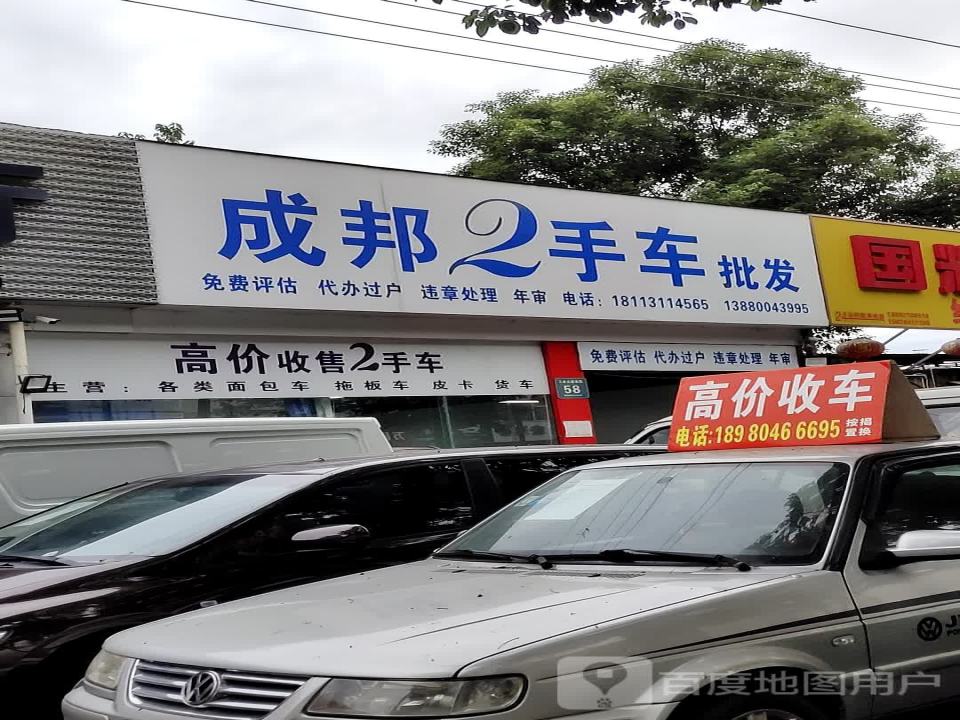 成邦2手车批发
免费评估 代办过户 违章处理 年审 电话：18113114565 13880043995
国
高价收售2手车
主营：各类面包车 拖板车 皮卡 货车
免费评估 代办过户 违章处理 年审
58
高价收车
电话:189 8046 6695 按揭置换
百度地图用户